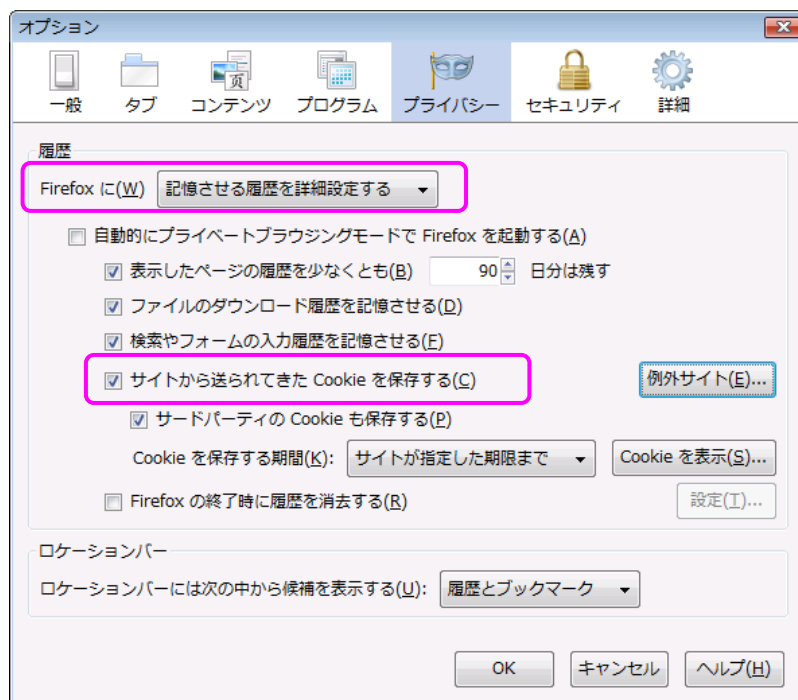 オプション
一般 タブ コンテンツ プログラム プライバシー セキュリティ 詳細
履歴
Firefox に(W) 記憶させる履歴を詳細設定する
自動的にプライベートブラウジングモードで Firefox を起動する(A)
表示したページの履歴を少なくとも(B) 90 日分は残す
ファイルのダウンロード履歴を記憶させる(D)
検索やフォームの入力履歴を記憶させる(F)
サイトから送られてきた Cookie を保存する(C) 例外サイト(E)...
サードパーティの Cookie も保存する(P)
Cookie を保存する期間(K): サイトが指定した期限まで Cookie を表示(S)...
Firefox の終了時に履歴を消去する(R) 設定(T)...
ロケーションバー
ロケーションバーには次の中から候補を表示する(U): 履歴とブックマーク
OK キャンセル ヘルプ(H)